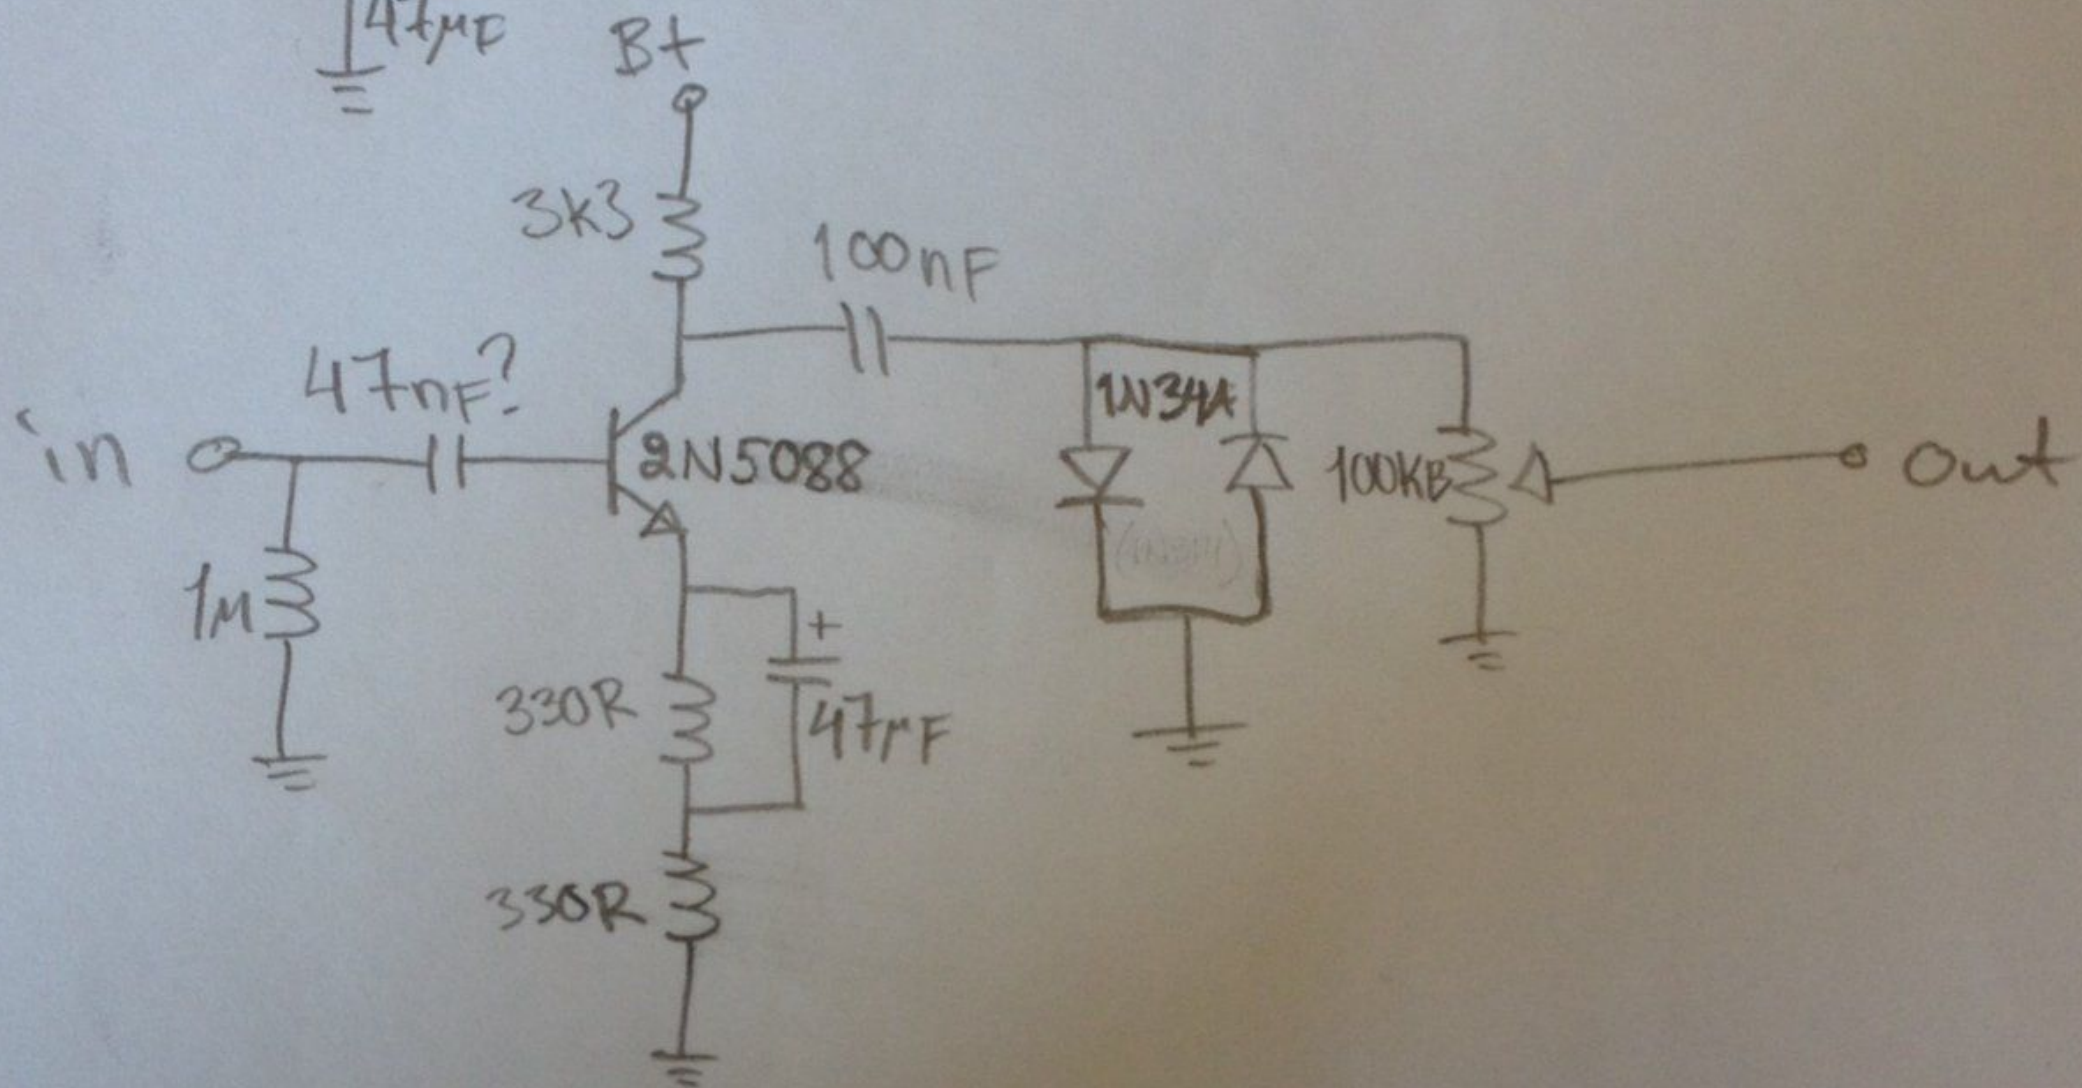 47µF
B+
3k3
100nF
47nF?
in
2N5088
1N34A
100KB
out
1M
330R
+
47µF
330R